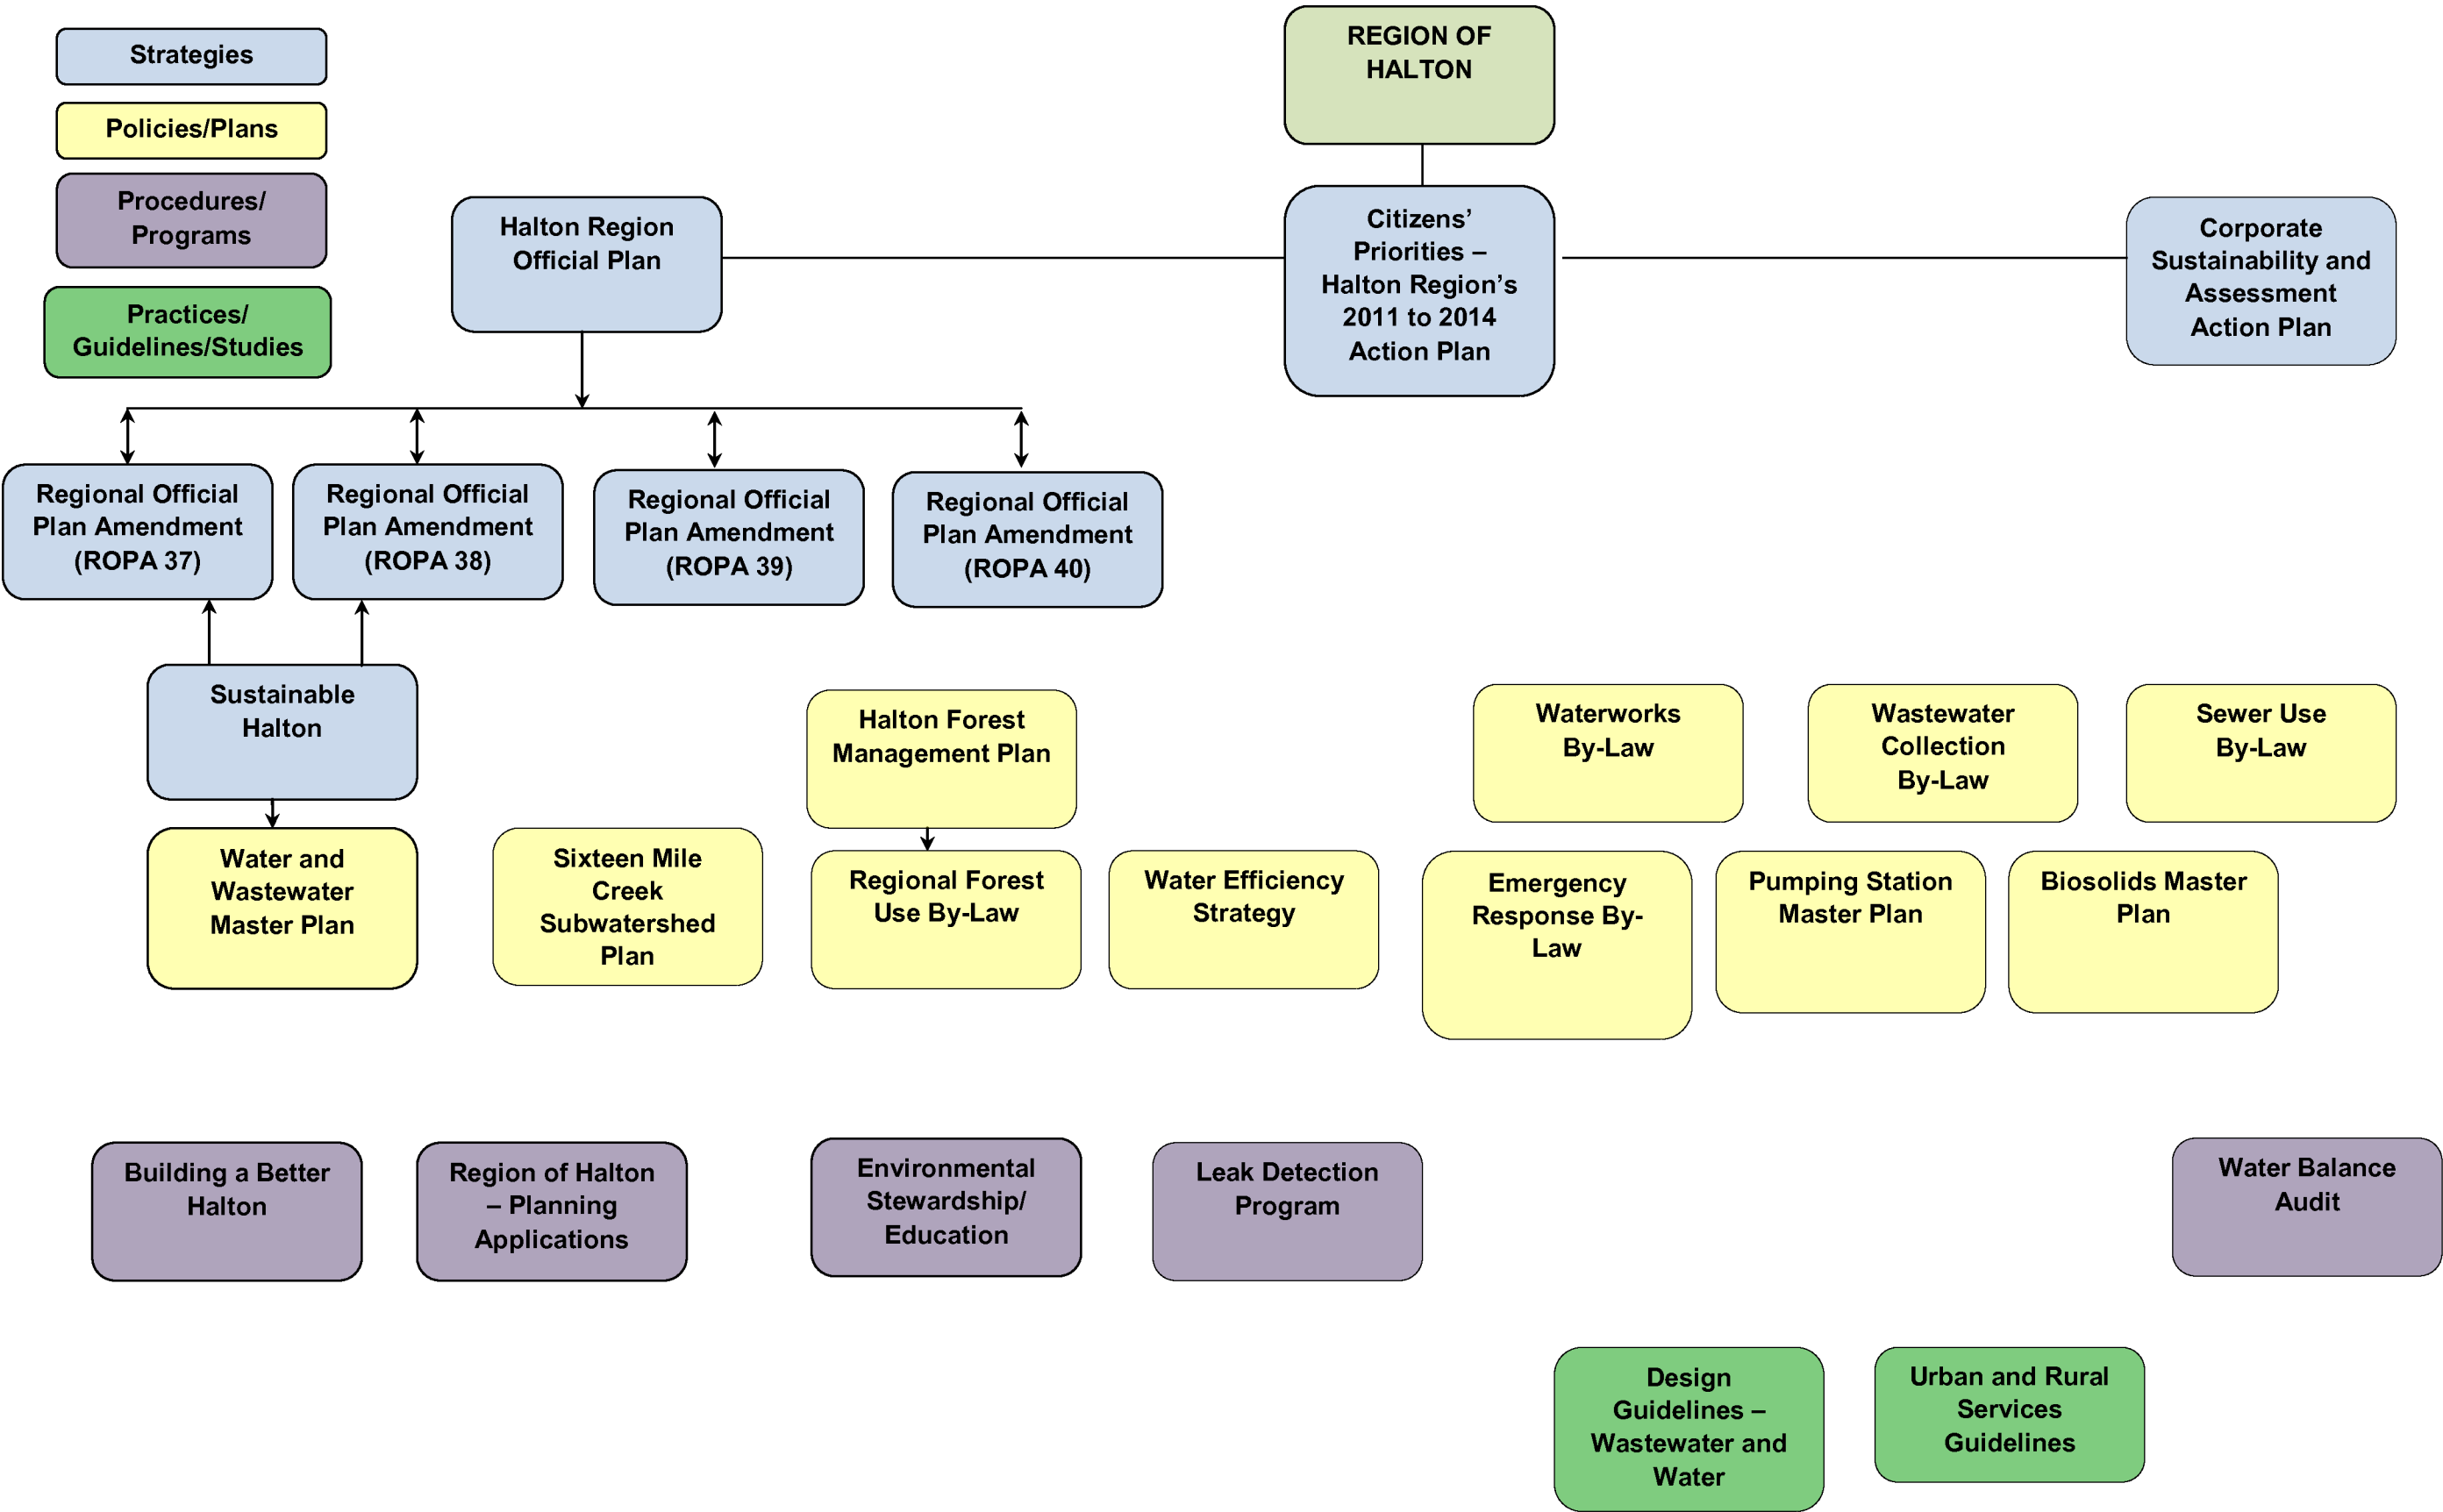 Strategies
Policies/Plans
Procedures/
Programs
Practices/
Guidelines/Studies
REGION OF
HALTON
Halton Region
Official Plan
Citizens’
Priorities –
Halton Region’s
2011 to 2014
Action Plan
Corporate
Sustainability and
Assessment
Action Plan
Regional Official
Plan Amendment
(ROPA 37)
Regional Official
Plan Amendment
(ROPA 38)
Regional Official
Plan Amendment
(ROPA 39)
Regional Official
Plan Amendment
(ROPA 40)
Sustainable
Halton
Halton Forest
Management Plan
Waterworks
By-Law
Wastewater
Collection
By-Law
Sewer Use
By-Law
Water and
Wastewater
Master Plan
Sixteen Mile
Creek
Subwatershed
Plan
Regional Forest
Use By-Law
Water Efficiency
Strategy
Emergency
Response By-
Law
Pumping Station
Master Plan
Biosolids Master
Plan
Building a Better
Halton
Region of Halton
– Planning
Applications
Environmental
Stewardship/
Education
Leak Detection
Program
Water Balance
Audit
Design
Guidelines –
Wastewater and
Water
Urban and Rural
Services
Guidelines